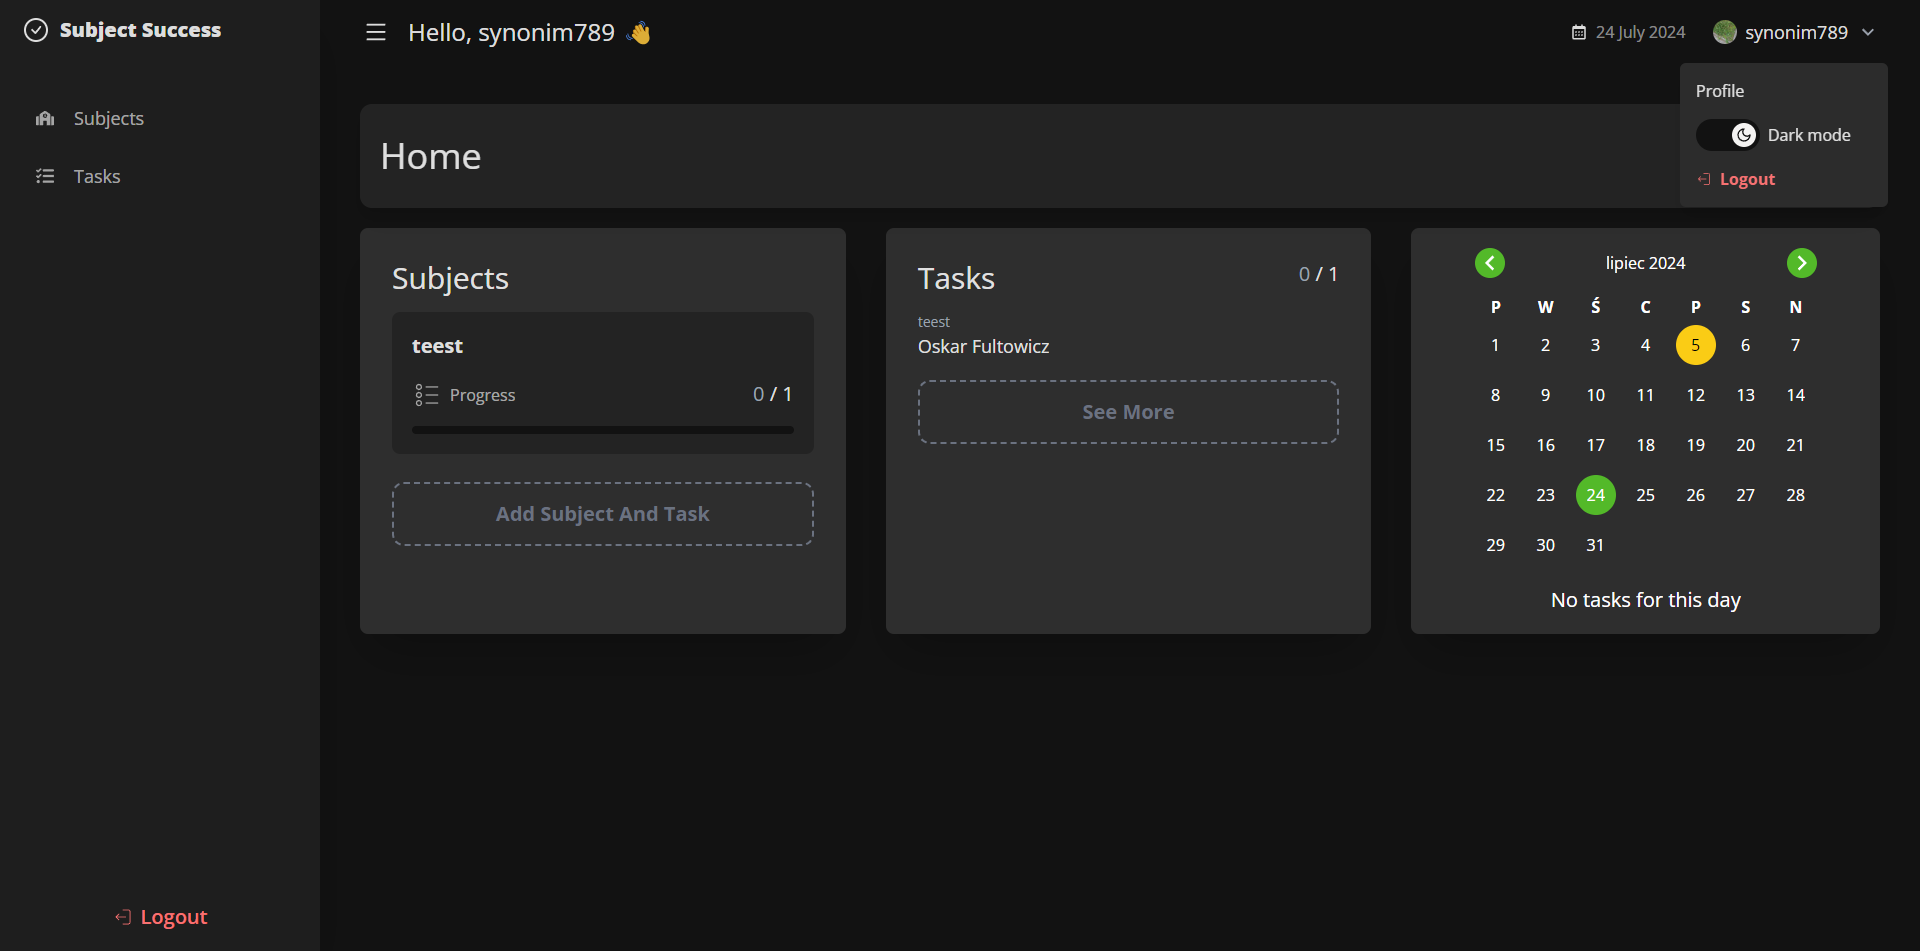 Subject Success
Subjects
Tasks
Logout
Hello, synonim789 👋
24 July 2024
synonim789
Profile
Dark mode
Logout
Home
Subjects
teest
Progress
0 / 1
Add Subject And Task
Tasks
0 / 1
teest
Oskar Fultowicz
See More
lipiec 2024
P W Ś C P S N
1 2 3 4 5 6 7
8 9 10 11 12 13 14
15 16 17 18 19 20 21
22 23 24 25 26 27 28
29 30 31
No tasks for this day